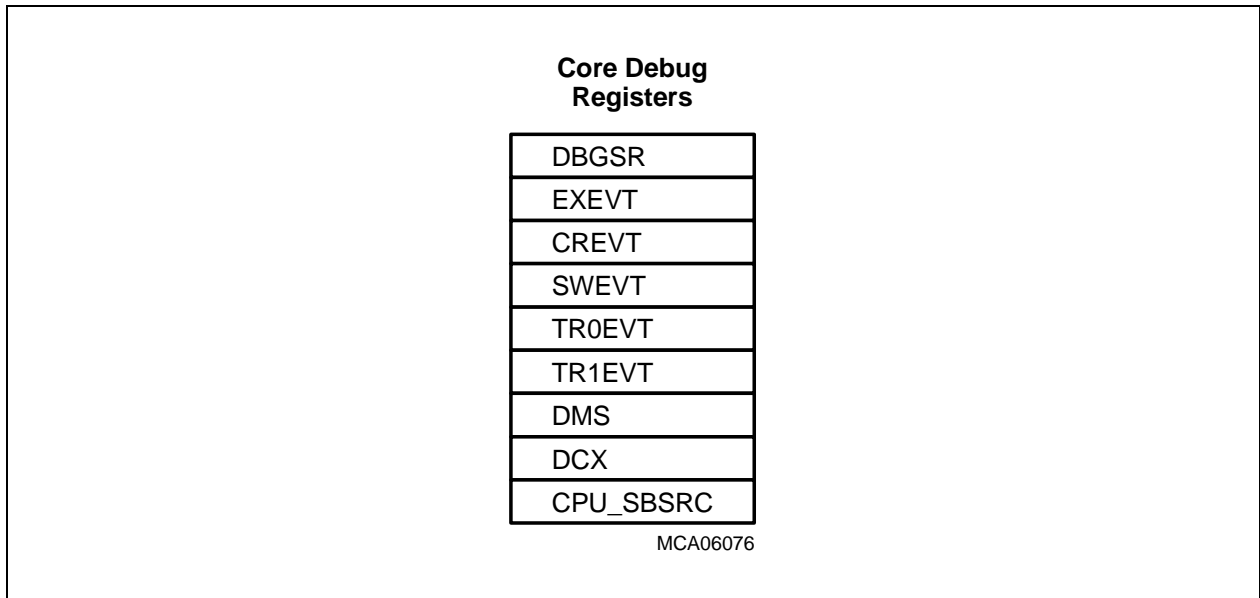 Core Debug
Registers
DBGSR
EXEVT
CREVT
SWEVT
TR0EVT
TR1EVT
DMS
DCX
CPU_SBSRC
MCA06076